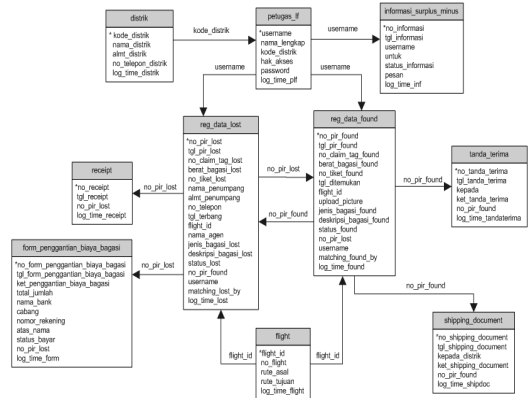 distrik
* kode_distrik
nama_distrik
almt_distrik
no_telepon_distrik
log_time_distrik
kode_distrik
petugas_lf
*username
nama_lengkap
kode_distrik
hak_akses
password
log_time_plf
username
informasi_surplus_minus
*no_informasi
tgl_informasi
username
untuk
status_informasi
pesan
log_time_inf
username
username
reg_data_lost
*no_pir_lost
tgl_pir_lost
no_claim_tag_lost
berat_bagasi_lost
no_tiket_lost
nama_penumpang
almt_penumpang
no_telepon
tgl_terbang
flight_id
nama_agen
jenis_bagasi_lost
deskripsi_bagasi_lost
status_lost
no_pir_found
username
matching_lost_by
log_time_lost
no_pir_lost
no_pir_found
reg_data_found
*no_pir_found
tgl_pir_found
no_claim_tag_found
berat_bagasi_found
no_tiket_found
tgl_ditemukan
flight_id
upload_picture
jenis_bagasi_found
deskripsi_bagasi_found
status_found
no_pir_lost
username
matching_found_by
log_time_found
receipt
*no_receipt
tgl_receipt
no_pir_lost
log_time_receipt
no_pir_lost
no_pir_found
tanda_terima
*no_tanda_terima
tgl_tanda_terima
kepada
ket_tanda_terima
no_pir_found
log_time_tandaterima
form_penggantian_biaya_bagasi
*no_form_penggantian_biaya_bagasi
tgl_form_penggantian_biaya_bagasi
ket_penggantian_biaya_bagasi
total_jumlah
nama_bank
cabang
nomor_rekening
atas_nama
status_bayar
no_pir_lost
log_time_form
no_pir_lost
no_pir_found
shipping_document
*no_shipping_document
tgl_shipping_document
kepada_distrik
ket_shipping_document
no_pir_found
log_time_shipdoc
flight_id
flight
*flight_id
no_flight
rute_asal
rute_tujuan
log_time_flight
flight_id